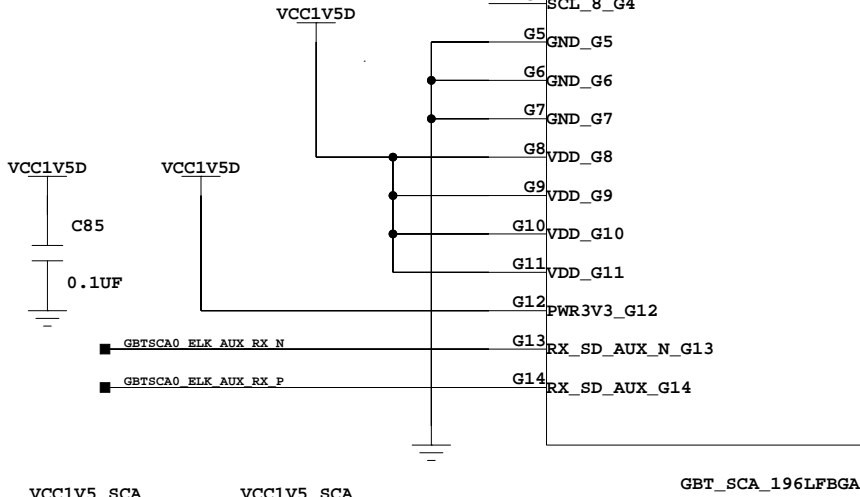 SCL_8_G4
VCC1V5D
G5 GND_G5
G6 GND_G6
G7 GND_G7
G8 VDD_G8
VCC1V5D VCC1V5D
G9 VDD_G9
C85
G10 VDD_G10
G11 VDD_G11
0.1UF
G12 PWR3V3_G12
GBTSCA0_ELK_AUX_RX_N G13 RX_SD_AUX_N_G13
GBTSCA0_ELK_AUX_RX_P G14 RX_SD_AUX_G14
GBT_SCA_196LFBGA
VCC1V5_SCA VCC1V5_SCA